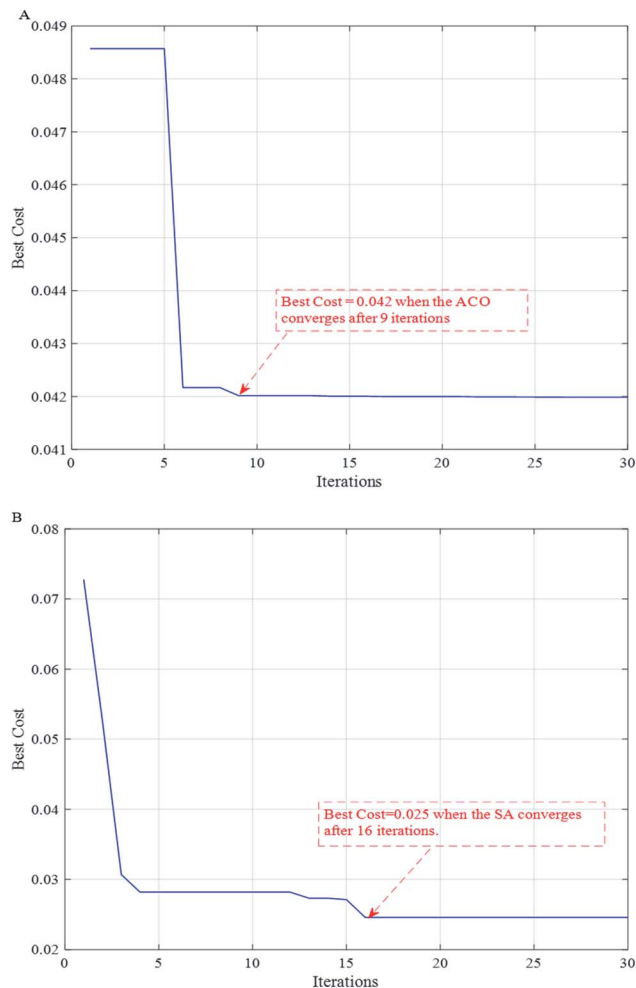 A
0.049
0.048
0.047
0.046
0.045
0.044
0.043
0.042
0.041
Best Cost
Best Cost = 0.042 when the ACO
converges after 9 iterations
0 5 10 15 20 25 30
Iterations
B
0.08
0.07
0.06
0.05
0.04
0.03
0.02
Best Cost
Best Cost=0.025 when the SA converges
after 16 iterations.
0 5 10 15 20 25 30
Iterations